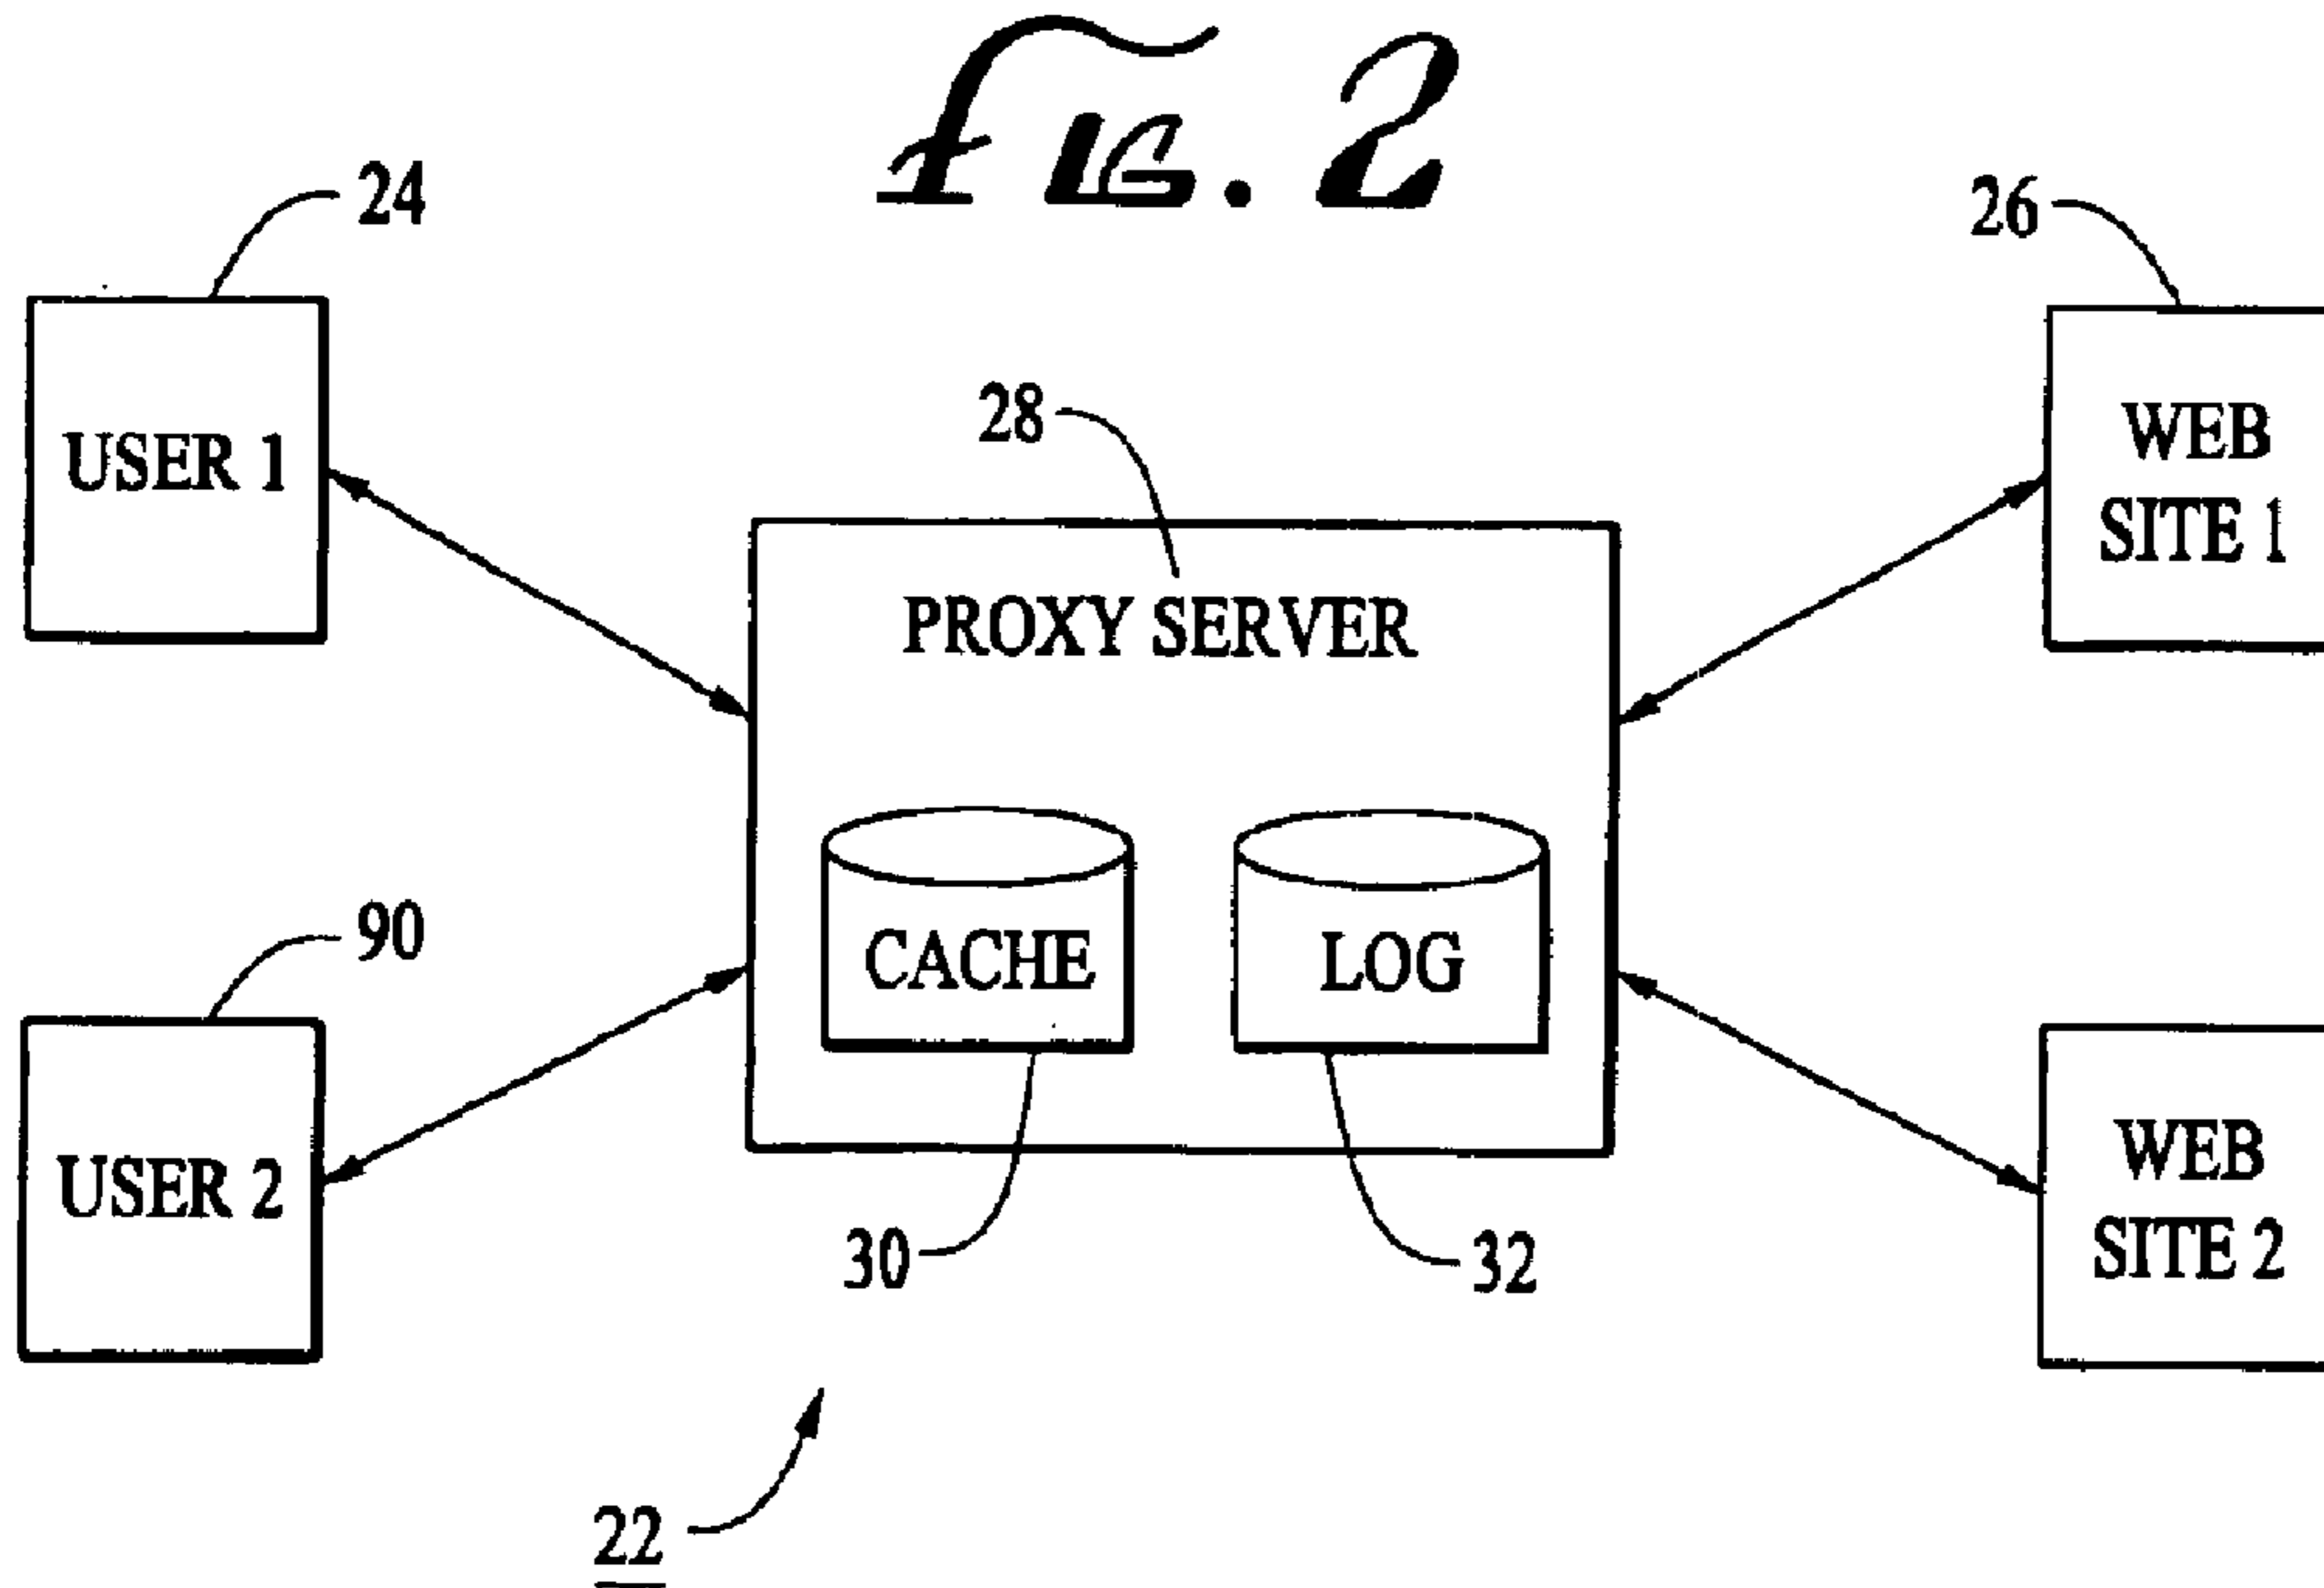 FIG. 2
24
26
USER 1
28
WEB
SITE 1
PROXY SERVER
90
CACHE
LOG
USER 2
WEB
SITE 2
30
32
22